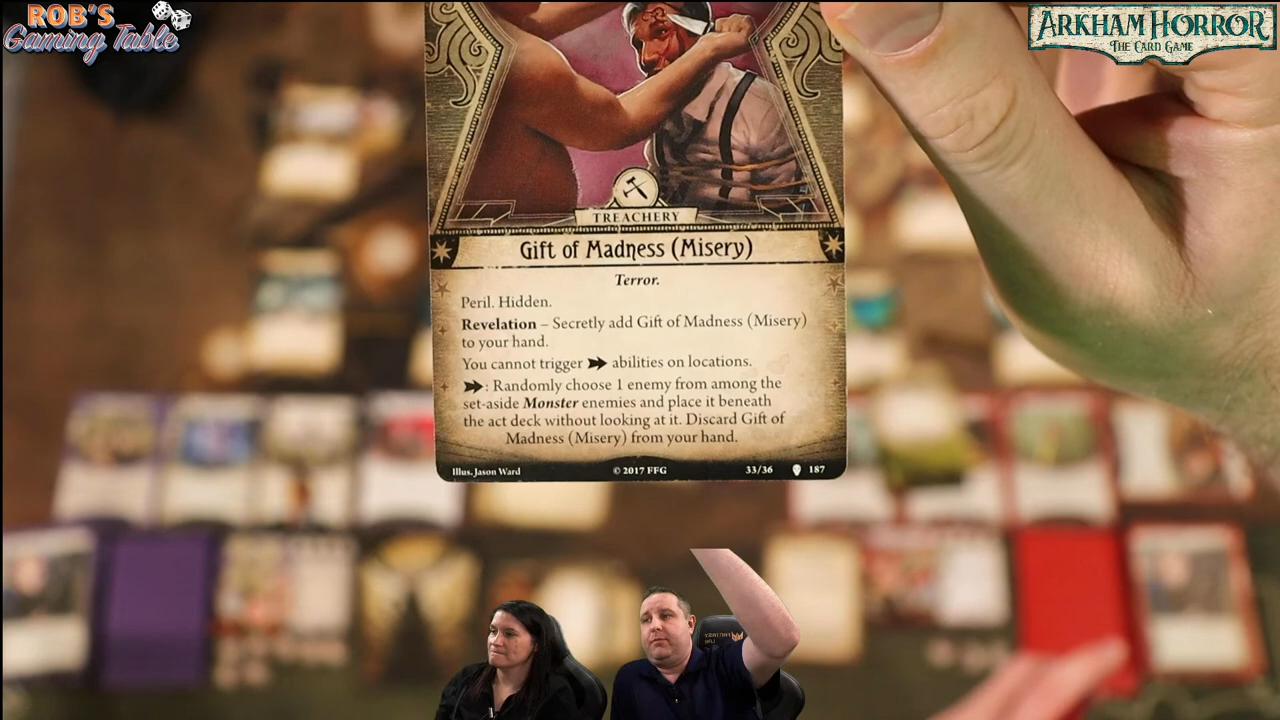 ROB'S
Gaming Table
ARKHAM HORROR
THE CARD GAME
TREACHERY
Gift of Madness (Misery)
Terror.
Peril. Hidden.
Revelation – Secretly add Gift of Madness (Misery)
to your hand.
You cannot trigger abilities on locations.
: Randomly choose 1 enemy from among the
set-aside Monster enemies and place it beneath
the act deck without looking at it. Discard Gift of
Madness (Misery) from your hand.
Illus. Jason Ward
© 2017 FFG
33/36
187